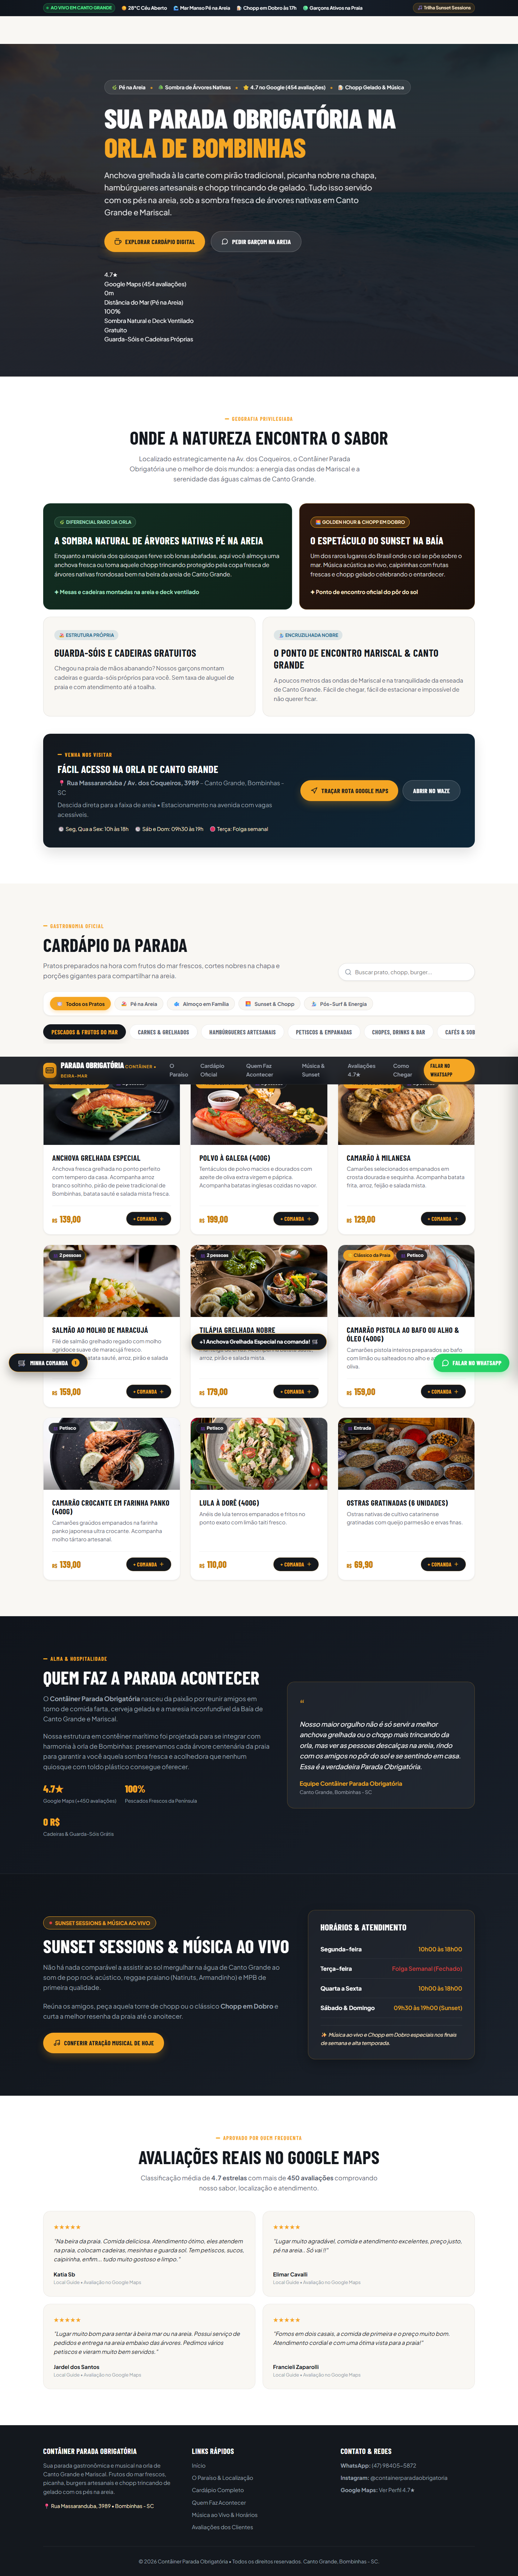 AO VIVO EM CANTO GRANDE
28°C Céu Aberto
Mar Manso Pé na Areia
Chopp em Dobro às 17h
Garçons Ativos na Praia
Trilha Sunset Sessions
Pé na Areia • Sombra de Árvores Nativas • 4.7 no Google (454 avaliações) • Chopp Gelado & Música
SUA PARADA OBRIGATÓRIA NA
ORLA DE BOMBINHAS
Anchova grelhada à la carte com pirão tradicional, picanha nobre na chapa,
hambúrgueres artesanais e chopp trincando de gelado. Tudo isso servido
com os pés na areia, sob a sombra fresca de árvores nativas em Canto
Grande e Mariscal.
EXPLORAR CARDÁPIO DIGITAL
PEDIR GARÇOM NA AREIA
4.7★
Google Maps (454 avaliações)
0m
Distância do Mar (Pé na Areia)
100%
Sombra Natural e Deck Ventilado
Gratuito
Guarda-Sóis e Cadeiras Próprias
GEOGRAFIA PRIVILEGIADA
ONDE A NATUREZA ENCONTRA O SABOR
Localizado estrategicamente na Av. dos Coqueiros, o Contâiner Parada
Obrigatória une o melhor de dois mundos: a energia das ondas de Mariscal e a
serenidade das águas calmas de Canto Grande.
DIFERENCIAL RARO DA ORLA
A SOMBRA NATURAL DE ÁRVORES NATIVAS PÉ NA AREIA
Enquanto a maioria dos quiosques ferve sob lonas abafadas, aqui você almoça uma
anchova fresca ou toma aquele chopp trincando protegido pela copa fresca de
árvores nativas frondosas bem na beira da areia de Canto Grande.
Mesas e cadeiras montadas na areia e deck ventilado
GOLDEN HOUR & CHOPP EM DOBRO
O ESPETÁCULO DO SUNSET NA BAÍA
Um dos raros lugares do Brasil onde o sol se põe sobre o
mar. Música acústica ao vivo, caipirinhas com frutas
frescas e chopp gelado celebrando o entardecer.
Ponto de encontro oficial do pôr do sol
ESTRUTURA PRÓPRIA
GUARDA-SÓIS E CADEIRAS GRATUITOS
Chegou na praia de mãos abanando? Nossos garçons montam
cadeiras e guarda-sóis próprios para você. Sem taxa de aluguel de
praia e com atendimento até a toalha.
ENCRUZILHADA NOBRE
O PONTO DE ENCONTRO MARISCAL & CANTO
GRANDE
A poucos metros das ondas de Mariscal e na tranquilidade da enseada
de Canto Grande. Fácil de chegar, fácil de estacionar e impossível de
não querer ficar.
VENHA NOS VISITAR
FÁCIL ACESSO NA ORLA DE CANTO GRANDE
Rua Massaranduba / Av. dos Coqueiros, 3989 – Canto Grande, Bombinhas -
SC
Descida direta para a faixa de areia • Estacionamento na avenida com vagas
acessíveis.
Seg, Qua a Sex: 10h às 18h
Sáb e Dom: 09h30 às 19h
Terça: Folga semanal
TRAÇAR ROTA GOOGLE MAPS
ABRIR NO WAZE
GASTRONOMIA OFICIAL
CARDÁPIO DA PARADA
Pratos preparados na hora com frutos do mar frescos, cortes nobres na chapa e
porções gigantes para compartilhar na areia.
Buscar prato, chopp, burger...
Todos os Pratos
Pé na Areia
Almoço em Família
Sunset & Chopp
Pós-Surf & Energia
PESCADOS & FRUTOS DO MAR
CARNES & GRELHADOS
HAMBÚRGUERES ARTESANAIS
PETISCOS & EMPANADAS
CHOPES, DRINKS & BAR
CAFÉS & SOB
PARADA OBRIGATÓRIA CONTÂINER •
BEIRA-MAR
O
Paraíso
Cardápio
Oficial
Quem Faz
Acontecer
Música &
Sunset
Avaliações
4.7★
Como
Chegar
FALAR NO
WHATSAPP
ANCHOVA GRELHADA ESPECIAL
Anchova fresca grelhada no ponto perfeito
com tempero da casa. Acompanha arroz
branco soltinho, pirão de peixe tradicional de
Bombinhas, batata sauté e salada mista fresca.
R$ 139,00
+ COMANDA +
POLVO À GALEGA (400G)
Tentáculos de polvo macios e dourados com
azeite de oliva extra virgem e páprica.
Acompanha batatas inglesas cozidas no vapor.
R$ 199,00
+ COMANDA +
CAMARÃO À MILANESA
Camarões selecionados empanados em
crosta dourada e sequinha. Acompanha batata
frita, arroz, feijão e salada mista.
R$ 129,00
+ COMANDA +
2 pessoas
SALMÃO AO MOLHO DE MARACUJÁ
Filé de salmão grelhado regado com molho
agridoce suave de maracujá fresco.
batata sauté, arroz, pirão e salada
R$ 159,00
+ COMANDA +
2 pessoas
TILÁPIA GRELHADA NOBRE
+1 Anchova Grelhada Especial na comanda!
arroz, pirão e salada mista.
R$ 179,00
+ COMANDA +
Clássico da Praia
Petisco
CAMARÃO PISTOLA AO BAFO OU ALHO &
ÓLEO (400G)
Camarões pistola inteiros preparados ao bafo
com limão ou salteados no alho e
oliva.
R$ 159,00
+ COMANDA +
MINHA COMANDA 1
FALAR NO WHATSAPP
Petisco
CAMARÃO CROCANTE EM FARINHA PANKO
(400G)
Camarões graúdos empanados na farinha
panko japonesa ultra crocante. Acompanha
molho tártaro artesanal.
R$ 139,00
+ COMANDA +
Petisco
LULA À DORÊ (400G)
Anéis de lula tenros empanados e fritos no
ponto exato com limão taiti fresco.
R$ 110,00
+ COMANDA +
Entrada
OSTRAS GRATINADAS (6 UNIDADES)
Ostras nativas de cultivo catarinense
gratinadas com queijo parmesão e ervas finas.
R$ 69,90
+ COMANDA +
ALMA & HOSPITALIDADE
QUEM FAZ A PARADA ACONTECER
O Contâiner Parada Obrigatória nasceu da paixão por reunir amigos em
torno de comida farta, cerveja gelada e a maresia inconfundível da Baía de
Canto Grande e Mariscal.
Nossa estrutura em contêiner marítimo foi projetada para se integrar com
harmonia à orla de Bombinhas: preservamos cada árvore centenária da praia
para garantir a você aquela sombra fresca e acolhedora que nenhum
quiosque com toldo plástico consegue oferecer.
4.7★
Google Maps (+450 avaliações)
100%
Pescados Frescos da Península
0 R$
Cadeiras & Guarda-Sóis Grátis
“
Nosso maior orgulho não é só servir a melhor
anchova grelhada ou o chopp mais trincando da
orla, mas ver as pessoas descalças na areia, rindo
com os amigos no pôr do sol e se sentindo em casa.
Essa é a verdadeira Parada Obrigatória.
Equipe Contâiner Parada Obrigatória
Canto Grande, Bombinhas - SC
SUNSET SESSIONS & MÚSICA AO VIVO
SUNSET SESSIONS & MÚSICA AO VIVO
Não há nada comparável a assistir ao sol mergulhar na água de Canto Grande ao
som de pop rock acústico, reggae praiano (Natiruts, Armandinho) e MPB de
primeira qualidade.
Reúna os amigos, peça aquela torre de chopp ou o clássico Chopp em Dobro e
curta a melhor resenha da praia até o anoitecer.
CONFERIR ATRAÇÃO MUSICAL DE HOJE
HORÁRIOS & ATENDIMENTO
Segunda-feira 10h00 às 18h00
Terça-feira Folga Semanal (Fechado)
Quarta a Sexta 10h00 às 18h00
Sábado & Domingo 09h30 às 19h00 (Sunset)
Música ao vivo e Chopp em Dobro especiais nos finais
de semana e alta temporada.
APROVADO POR QUEM FREQUENTA
AVALIAÇÕES REAIS NO GOOGLE MAPS
Classificação média de 4.7 estrelas com mais de 450 avaliações comprovando
nosso sabor, localização e atendimento.
★★★★★
"Na beira da praia. Comida deliciosa. Atendimento ótimo, eles atendem
na praia, colocam cadeiras, mesinhas e guarda sol. Tem petiscos, sucos,
caipirinha, enfim... tudo muito gostoso e limpo."
Katia Sb
Local Guide • Avaliação no Google Maps
★★★★★
"Lugar muito agradável, comida e atendimento excelentes, preço justo,
pé na areia.. Só vai !!"
Elimar Cavalli
Local Guide • Avaliação no Google Maps
★★★★★
"Lugar muito bom para sentar à beira mar ou na areia. Possui serviço de
pedidos e entrega na areia embaixo das árvores. Pedimos vários
petiscos e vieram muito bem servidos."
Jardel dos Santos
Local Guide • Avaliação no Google Maps
★★★★★
"Fomos em dois casais, a comida de primeira e o preço muito bom.
Atendimento cordial e com uma ótima vista para a praia!"
Francieli Zaparolli
Local Guide • Avaliação no Google Maps
CONTÂINER PARADA OBRIGATÓRIA
Sua parada gastronômica e musical na orla de
Canto Grande e Mariscal. Frutos do mar frescos,
picanha, burgers artesanais e chopp trincando de
gelado com os pés na areia.
Rua Massaranduba, 3989 • Bombinhas - SC
LINKS RÁPIDOS
Início
O Paraíso & Localização
Cardápio Completo
Quem Faz Acontecer
Música ao Vivo & Horários
Avaliações dos Clientes
CONTATO & REDES
WhatsApp: (47) 98405-5872
Instagram: @containerparadaobrigatoria
Google Maps: Ver Perfil 4.7★
© 2026 Contâiner Parada Obrigatória • Todos os direitos reservados. Canto Grande, Bombinhas - SC.